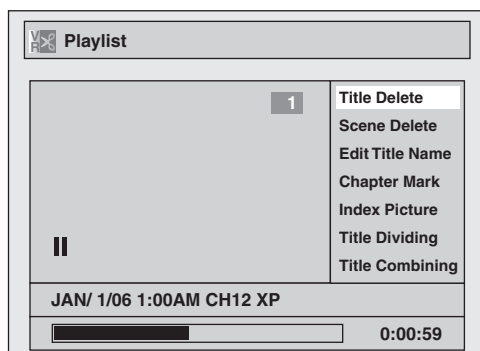 VR Playlist
1
Title Delete
Scene Delete
Edit Title Name
Chapter Mark
Index Picture
Title Dividing
Title Combining
JAN/ 1/06 1:00AM CH12 XP
0:00:59